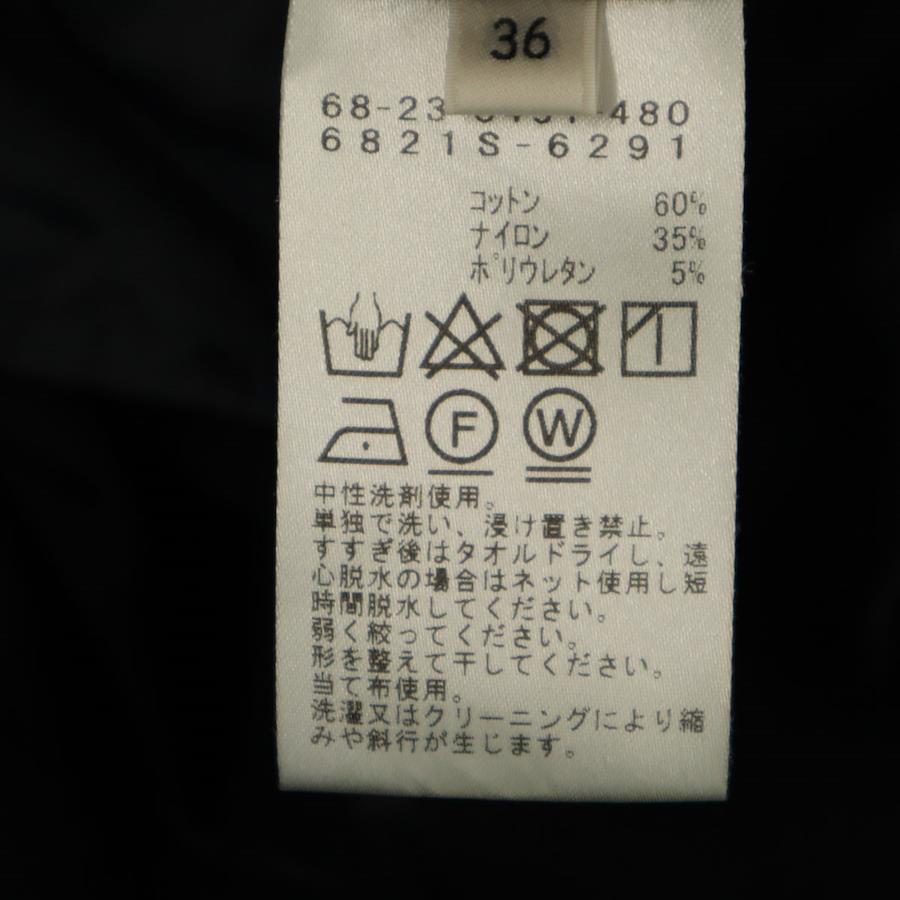 36
68-23 480
6821S-6291
コットン 60%
ナイロン 35%
ポリウレタン 5%
F W
中性洗剤使用。
単独で洗い、浸け置き禁止。
すすぎ後はタオルドライし、遠
心脱水の場合はネット使用し短
時間脱水してください。
弱く絞ってください。
形を整えて干してください。
当て布使用。
洗濯又はクリーニングにより縮
みや斜行が生じます。